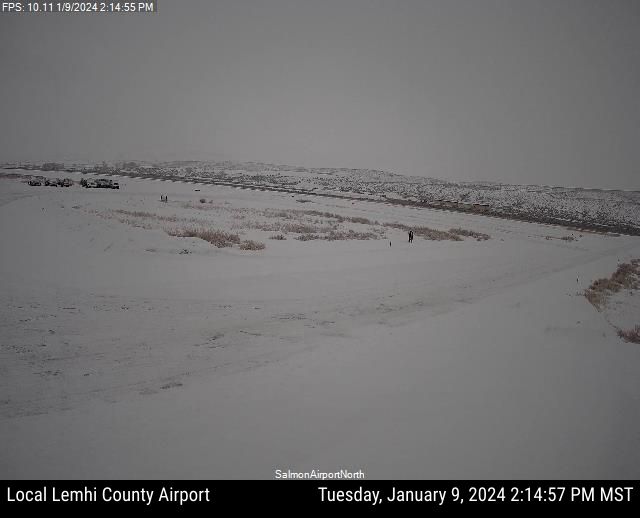 FPS: 10.11 1/9/2024 2:14:55 PM
SalmonAirportNorth
Local Lemhi County Airport Tuesday, January 9, 2024 2:14:57 PM MST